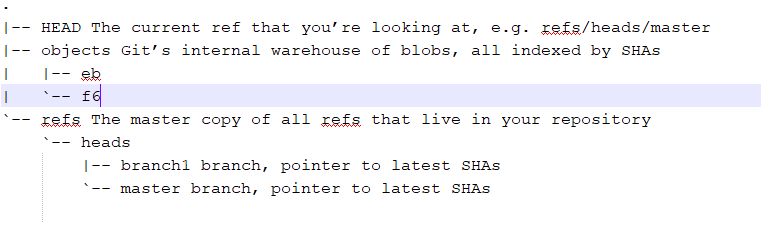 .
|-- HEAD The current ref that you’re looking at, e.g. refs/heads/master
|-- objects Git’s internal warehouse of blobs, all indexed by SHAs
|   |-- eb
|   `-- f6
`-- refs The master copy of all refs that live in your repository
    `-- heads
        |-- branch1 branch, pointer to latest SHAs
        `-- master branch, pointer to latest SHAs